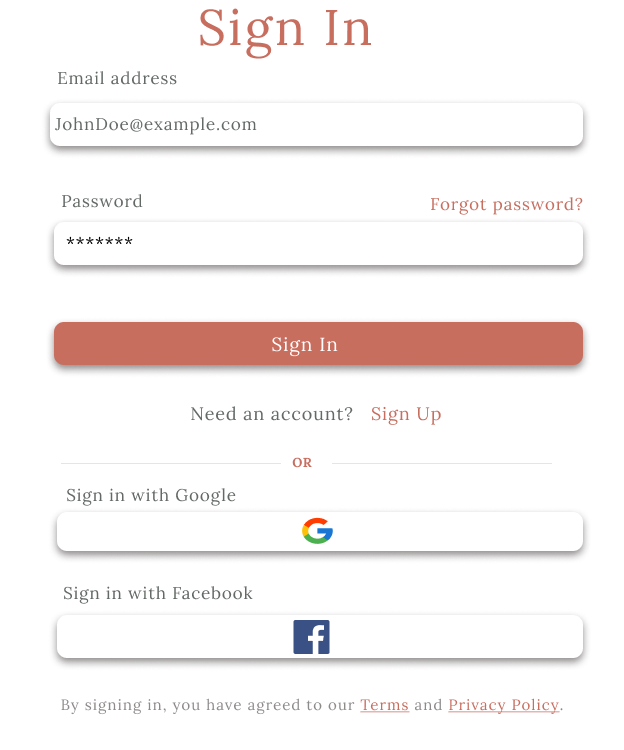 Sign In
Email address
JohnDoe@example.com
Password
Forgot password?
*******
Sign In
Need an account? Sign Up
OR
Sign in with Google
G
Sign in with Facebook
f
By signing in, you have agreed to our Terms and Privacy Policy.